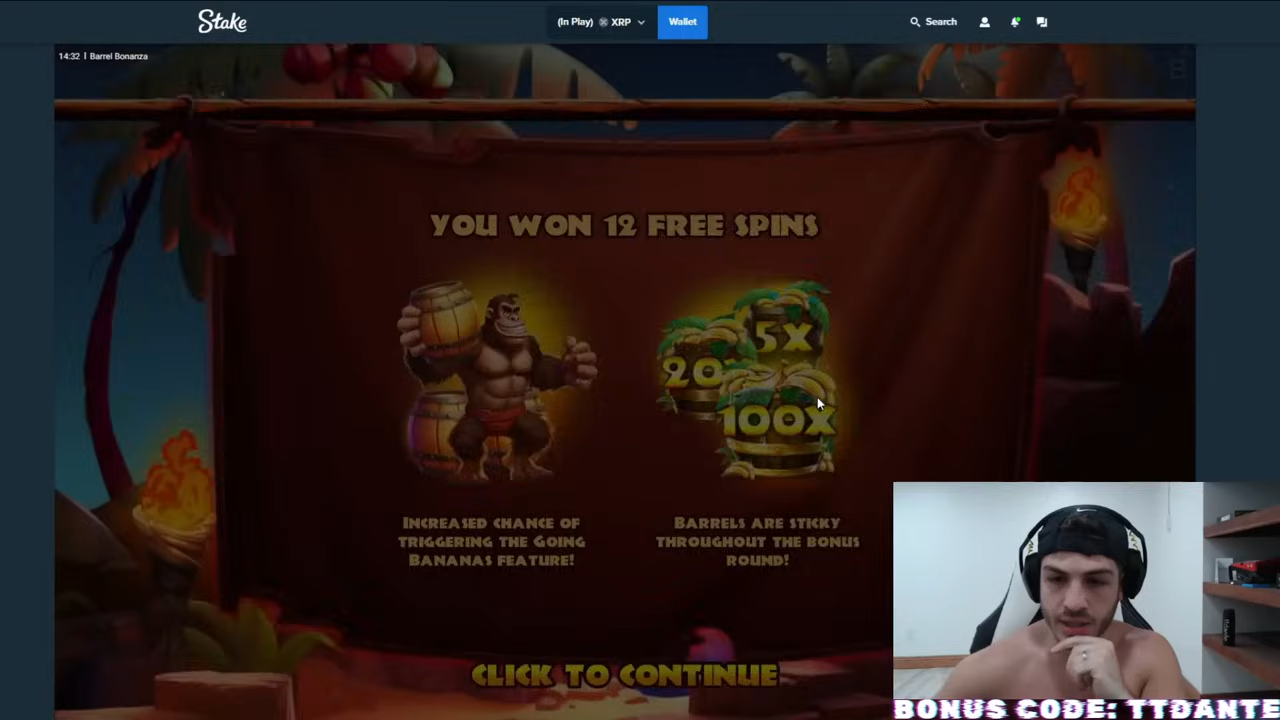 Stake
(In Play) XRP
Wallet
Search
14:32 | Barrel Bonanza
YOU WON 12 FREE SPINS
5X
20
100X
INCREASED CHANCE OF
TRIGGERING THE GOING
BANANAS FEATURE!
BARRELS ARE STICKY
THROUGHOUT THE BONUS
ROUND!
CLICK TO CONTINUE
BONUS CODE: TTDANTE